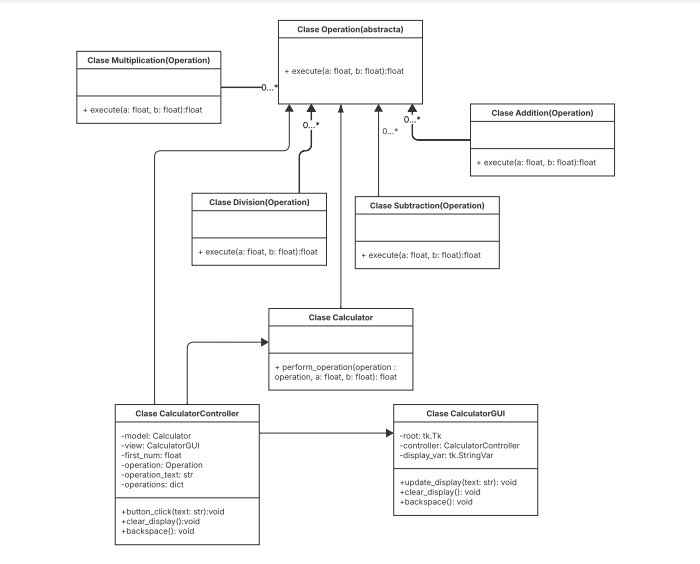 Clase Operation(abstracta)
+ execute(a: float, b: float):float
Clase Multiplication(Operation)
+ execute(a: float, b: float):float
0...*
0...*
0...*
0...*
Clase Addition(Operation)
+ execute(a: float, b: float):float
Clase Division(Operation)
+ execute(a: float, b: float):float
Clase Subtraction(Operation)
+ execute(a: float, b: float):float
Clase Calculator
+ perform_operation(operation :
operation, a: float, b: float): float
Clase CalculatorController
-model: Calculator
-view: CalculatorGUI
-first_num: float
-operation: Operation
-operation_text: str
-operations: dict
+button_click(text: str):void
+clear_display():void
+backspace(): void
Clase CalculatorGUI
-root: tk.Tk
-controller: CalculatorController
-display_var: tk.StringVar
+update_display(text: str): void
+clear_display(): void
+backspace(): void